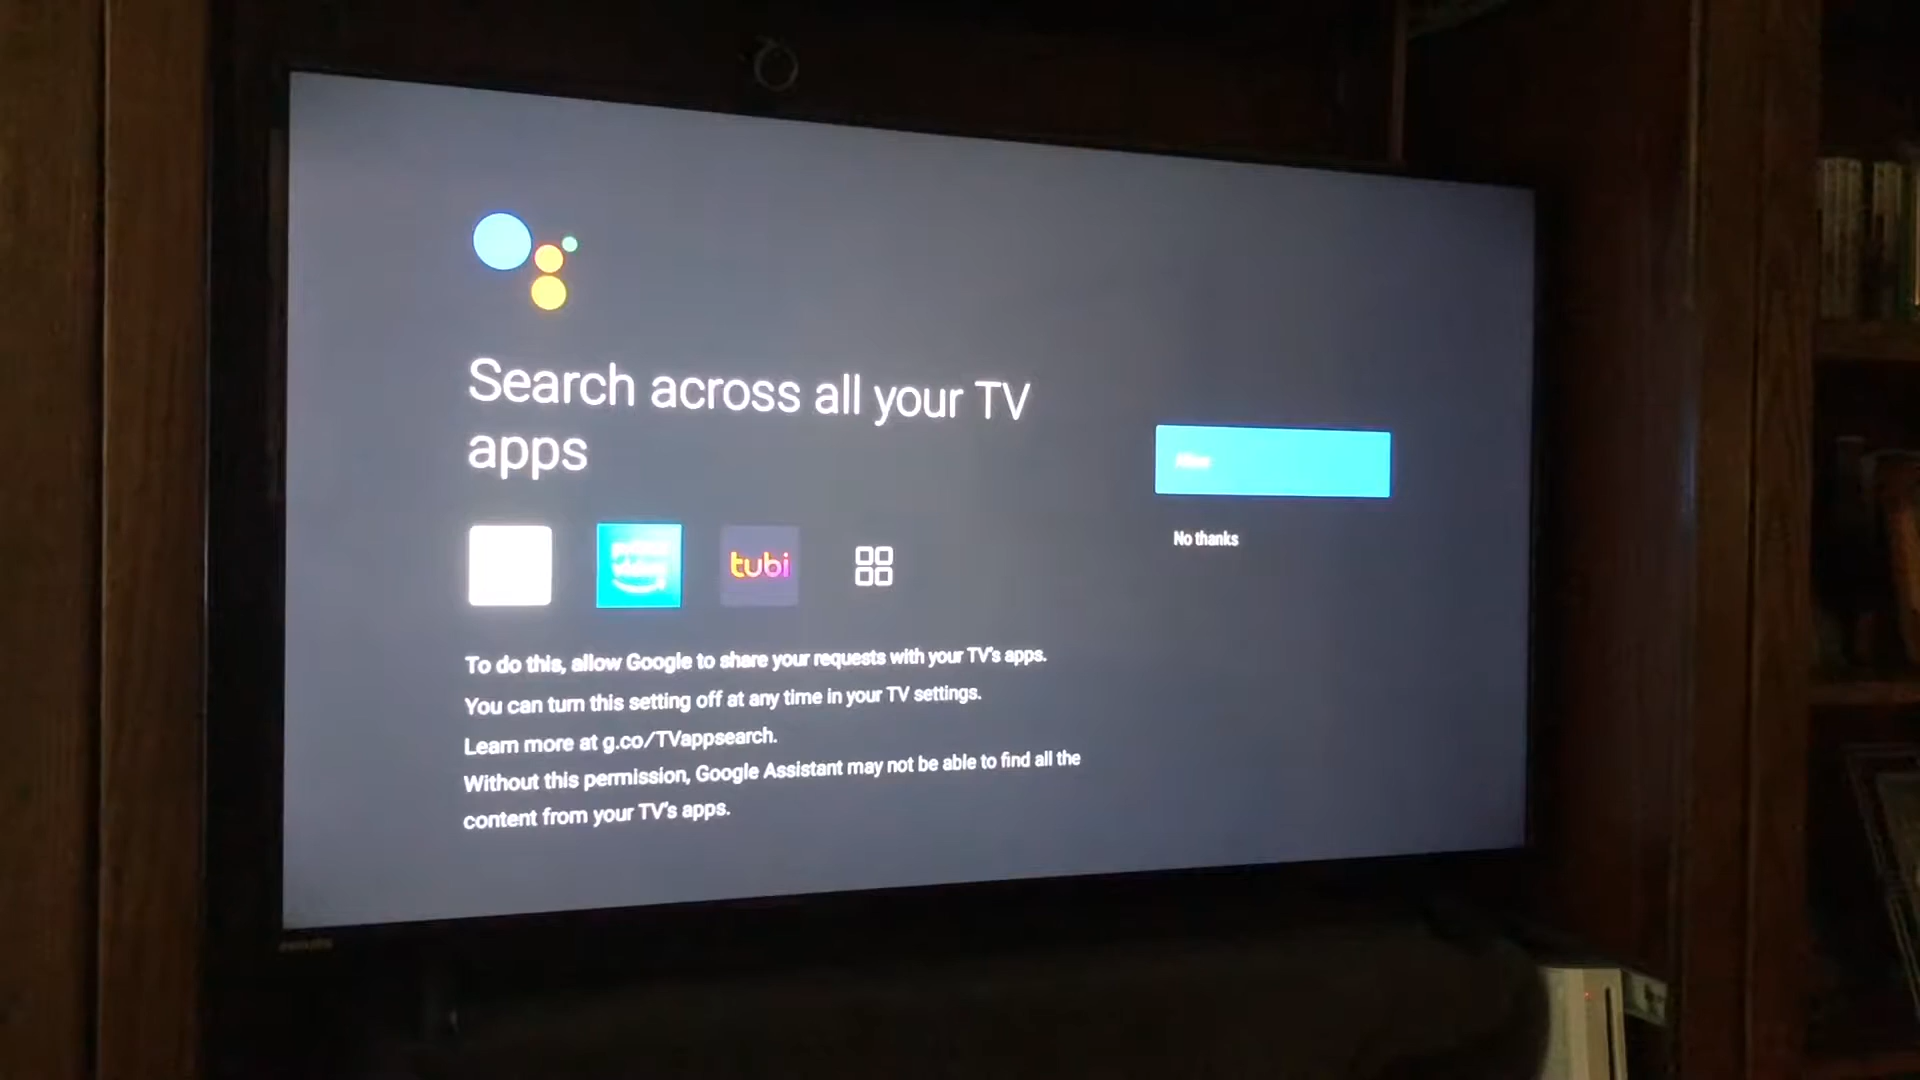 Search across all your TV
apps
prime
video
tubi
To do this, allow Google to share your requests with your TV's apps.
You can turn this setting off at any time in your TV settings.
Learn more at g.co/TVappsearch.
Without this permission, Google Assistant may not be able to find all the
content from your TV's apps.
Allow
No thanks